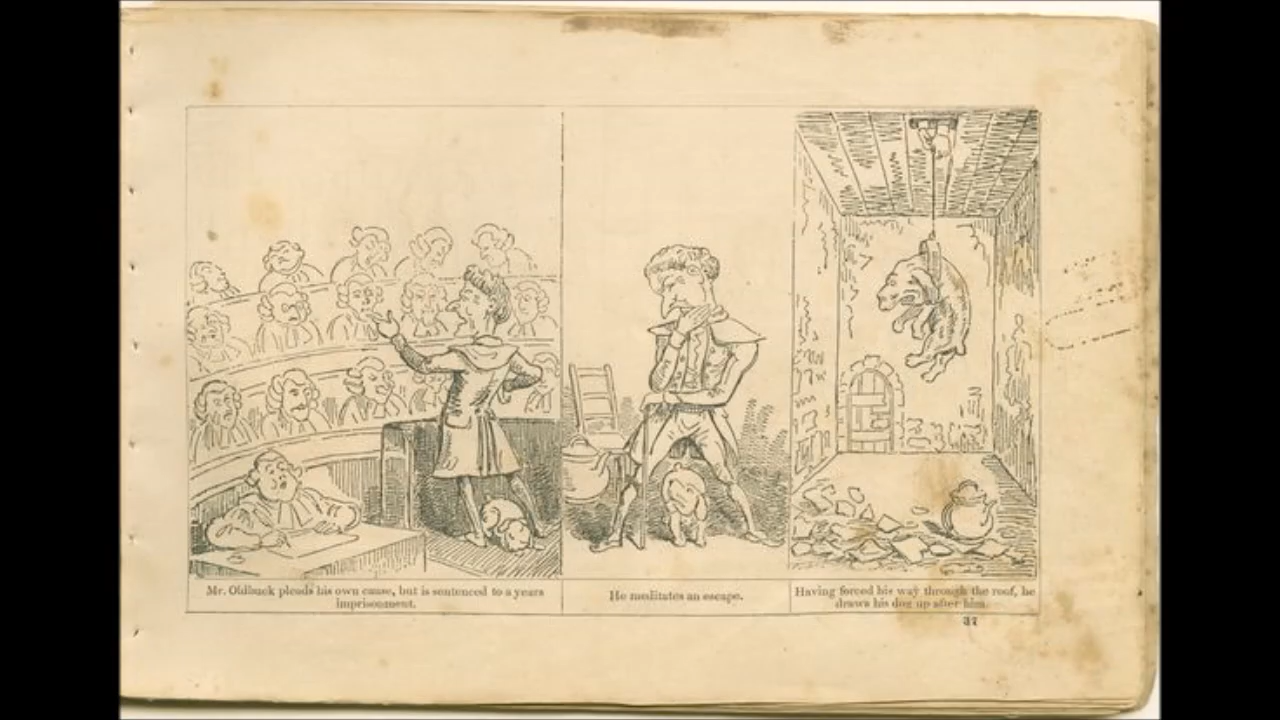 Mr. Oldbuck pleads his own cause, but is sentenced to a years
imprisonment.
He meditates an escape.
Having forced his way through the roof, he
draws his dog up after him.
37